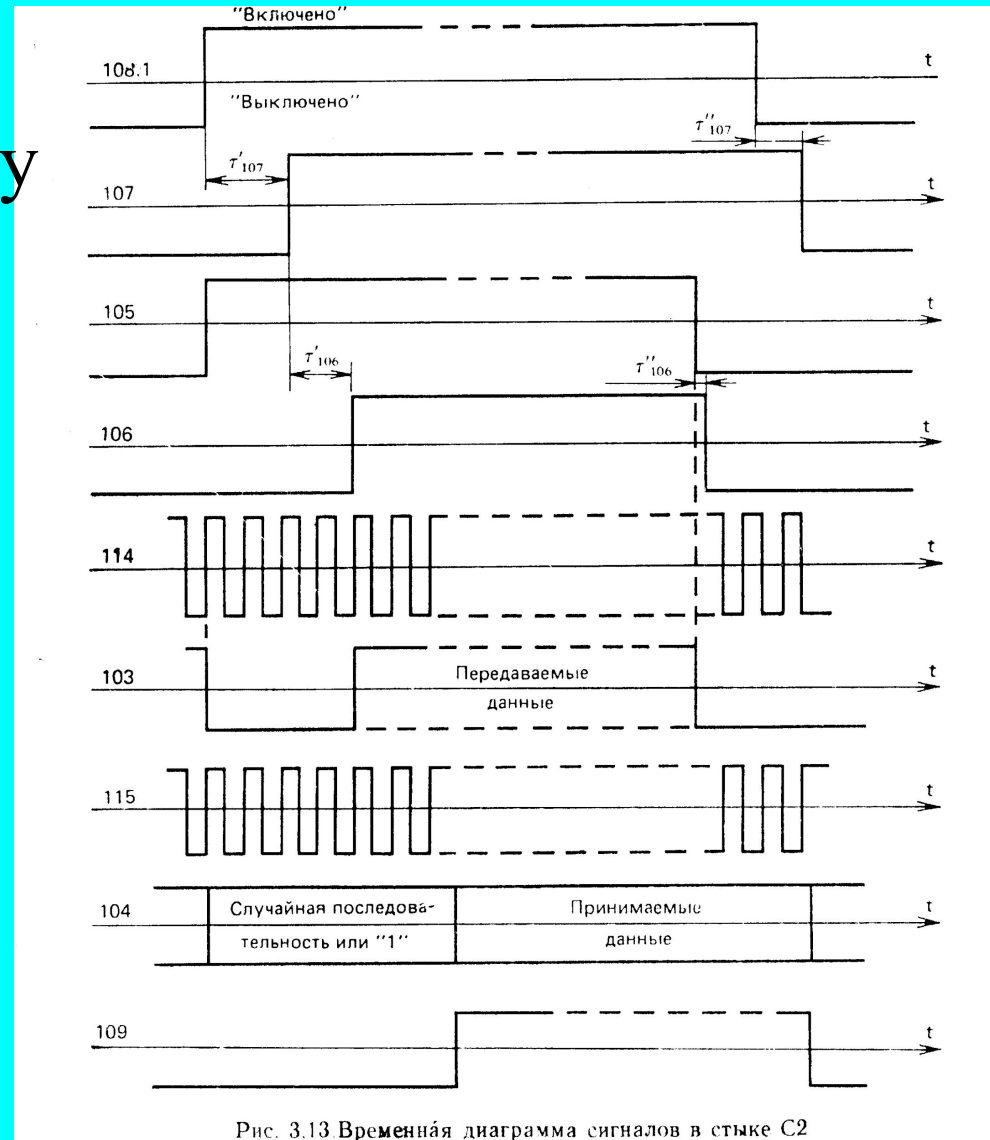 "Включено"
108.1
t
"Выключено"
τ''107
у
τ'107
107
t
105
t
τ'106
τ''106
106
t
114
t
103
Передаваемые
данные
t
115
t
104
Случайная последова-
тельность или "1"
Принимаемые
данные
t
109
t
Рис. 3.13 Временна́я диаграмма сигналов в стыке С2